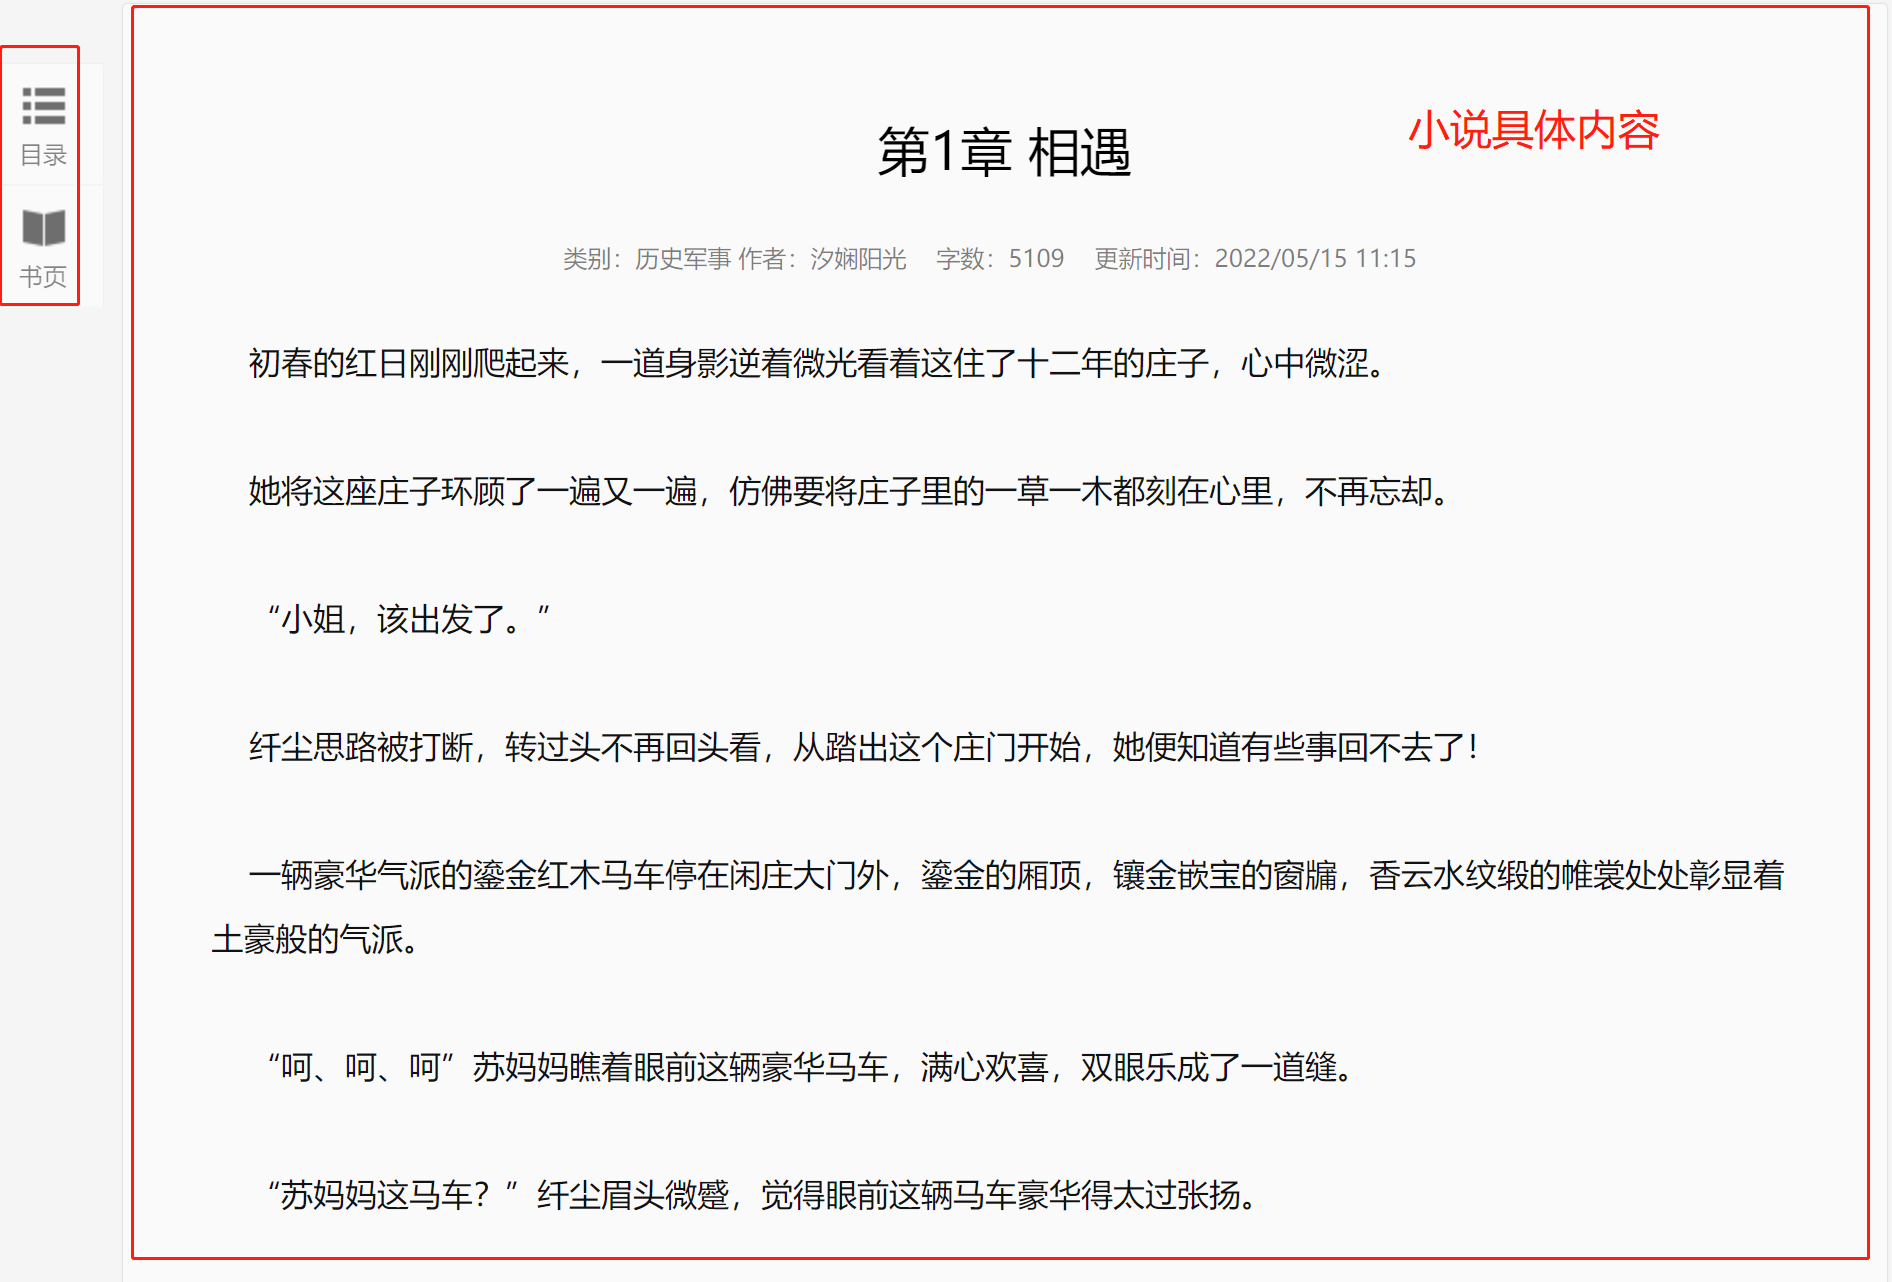 目录
书页
小说具体内容
第1章 相遇
类别：历史军事 作者：汐娴阳光 字数：5109 更新时间：2022/05/15 11:15
初春的红日刚刚爬起来，一道身影逆着微光看着这住了十二年的庄子，心中微涩。
她将这座庄子环顾了一遍又一遍，仿佛要将庄子里的一草一木都刻在心里，不再忘却。
“小姐，该出发了。”
纤尘思路被打断，转过头不再回头看，从踏出这个庄门开始，她便知道有些事回不去了！
一辆豪华气派的鎏金红木马车停在闲庄大门外，鎏金的厢顶，镶金嵌宝的窗牖，香云水纹缎的帷裳处处彰显着
土豪般的气派。
“呵、呵、呵”苏妈妈瞧着眼前这辆豪华马车，满心欢喜，双眼乐成了一道缝。
“苏妈妈这马车？”纤尘眉头微蹙，觉得眼前这辆马车豪华得太过张扬。